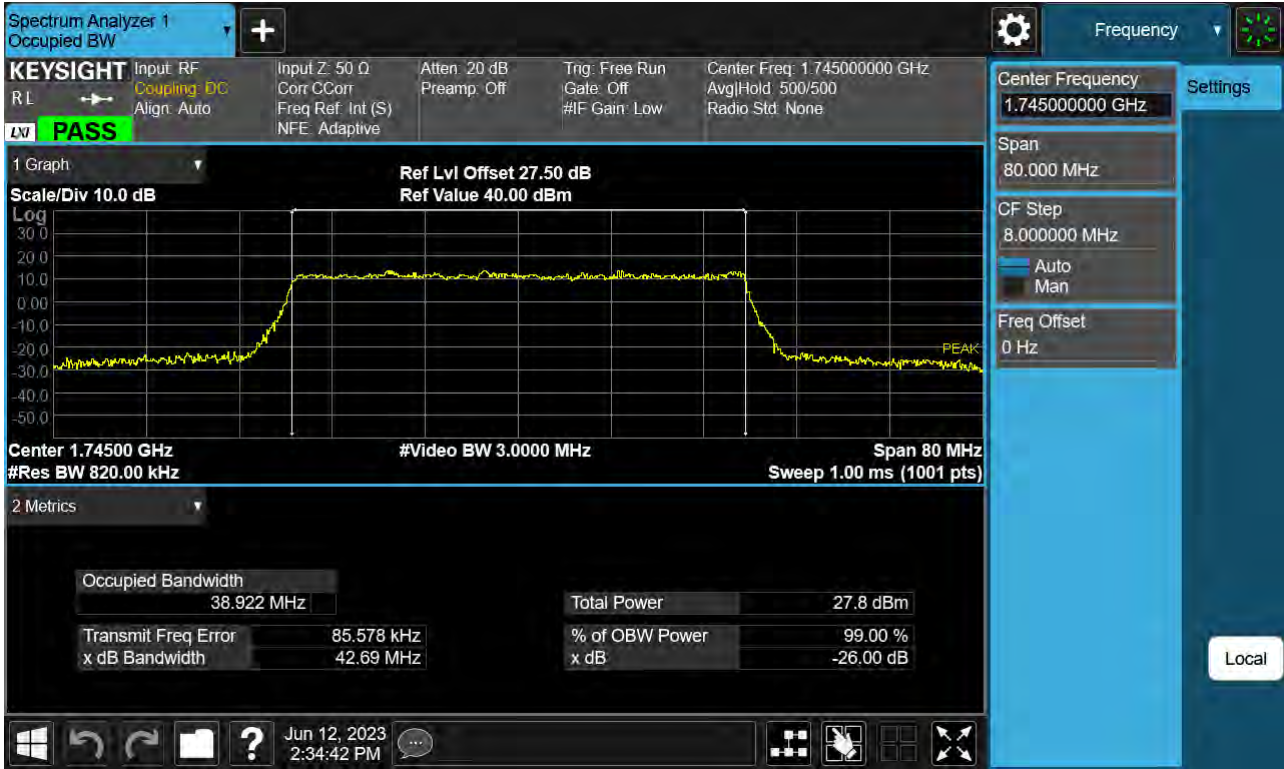 Spectrum Analyzer 1
Occupied BW
Frequency
KEYSIGHT
R L
LXI
PASS
Input: RF
Coupling: DC
Align: Auto
Input Z: 50 Ω
Corr CCorr
Freq Ref: Int (S)
NFE: Adaptive
Atten: 20 dB
Preamp: Off
Trig: Free Run
Gate: Off
#IF Gain: Low
Center Freq: 1.745000000 GHz
Avg|Hold: 500/500
Radio Std: None
Center Frequency
1.745000000 GHz
Settings
Span
80.000 MHz
CF Step
8.000000 MHz
Auto
Man
Freq Offset
0 Hz
1 Graph
Scale/Div 10.0 dB
Ref Lvl Offset 27.50 dB
Ref Value 40.00 dBm
Log
30.0
20.0
10.0
0.00
-10.0
-20.0
-30.0
-40.0
-50.0
PEAK
Center 1.74500 GHz
#Res BW 820.00 kHz
#Video BW 3.0000 MHz
Span 80 MHz
Sweep 1.00 ms (1001 pts)
2 Metrics
Occupied Bandwidth
38.922 MHz
Total Power 27.8 dBm
Transmit Freq Error 85.578 kHz
% of OBW Power 99.00 %
x dB Bandwidth 42.69 MHz
x dB -26.00 dB
Local
?
Jun 12, 2023
2:34:42 PM